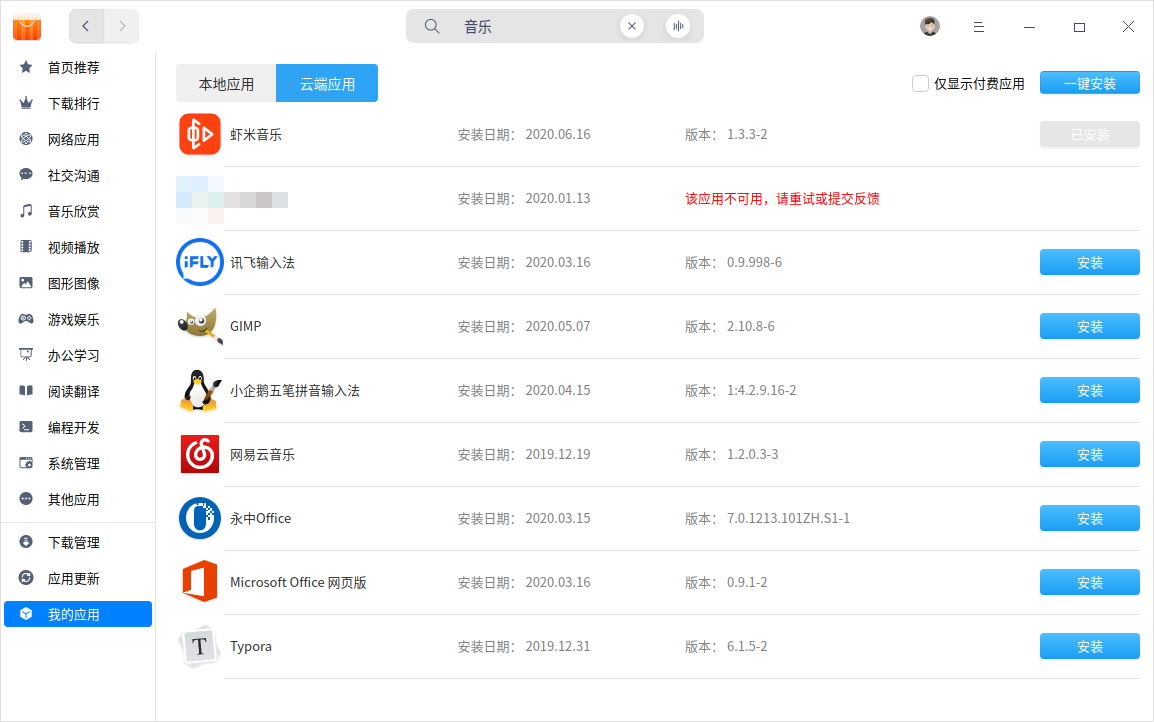 音乐
首页推荐
下载排行
网络应用
社交沟通
音乐欣赏
视频播放
图形图像
游戏娱乐
办公学习
阅读翻译
编程开发
系统管理
其他应用
下载管理
应用更新
我的应用
本地应用 云端应用 仅显示付费应用 一键安装
虾米音乐 安装日期： 2020.06.16 版本： 1.3.3-2 已安装
安装日期： 2020.01.13 该应用不可用，请重试或提交反馈
iFLY 讯飞输入法 安装日期： 2020.03.16 版本： 0.9.998-6 安装
GIMP 安装日期： 2020.05.07 版本： 2.10.8-6 安装
小企鹅五笔拼音输入法 安装日期： 2020.04.15 版本： 1:4.2.9.16-2 安装
网易云音乐 安装日期： 2019.12.19 版本： 1.2.0.3-3 安装
永中Office 安装日期： 2020.03.15 版本： 7.0.1213.101ZH.S1-1 安装
Microsoft Office 网页版 安装日期： 2020.03.16 版本： 0.9.1-2 安装
T Typora 安装日期： 2019.12.31 版本： 6.1.5-2 安装